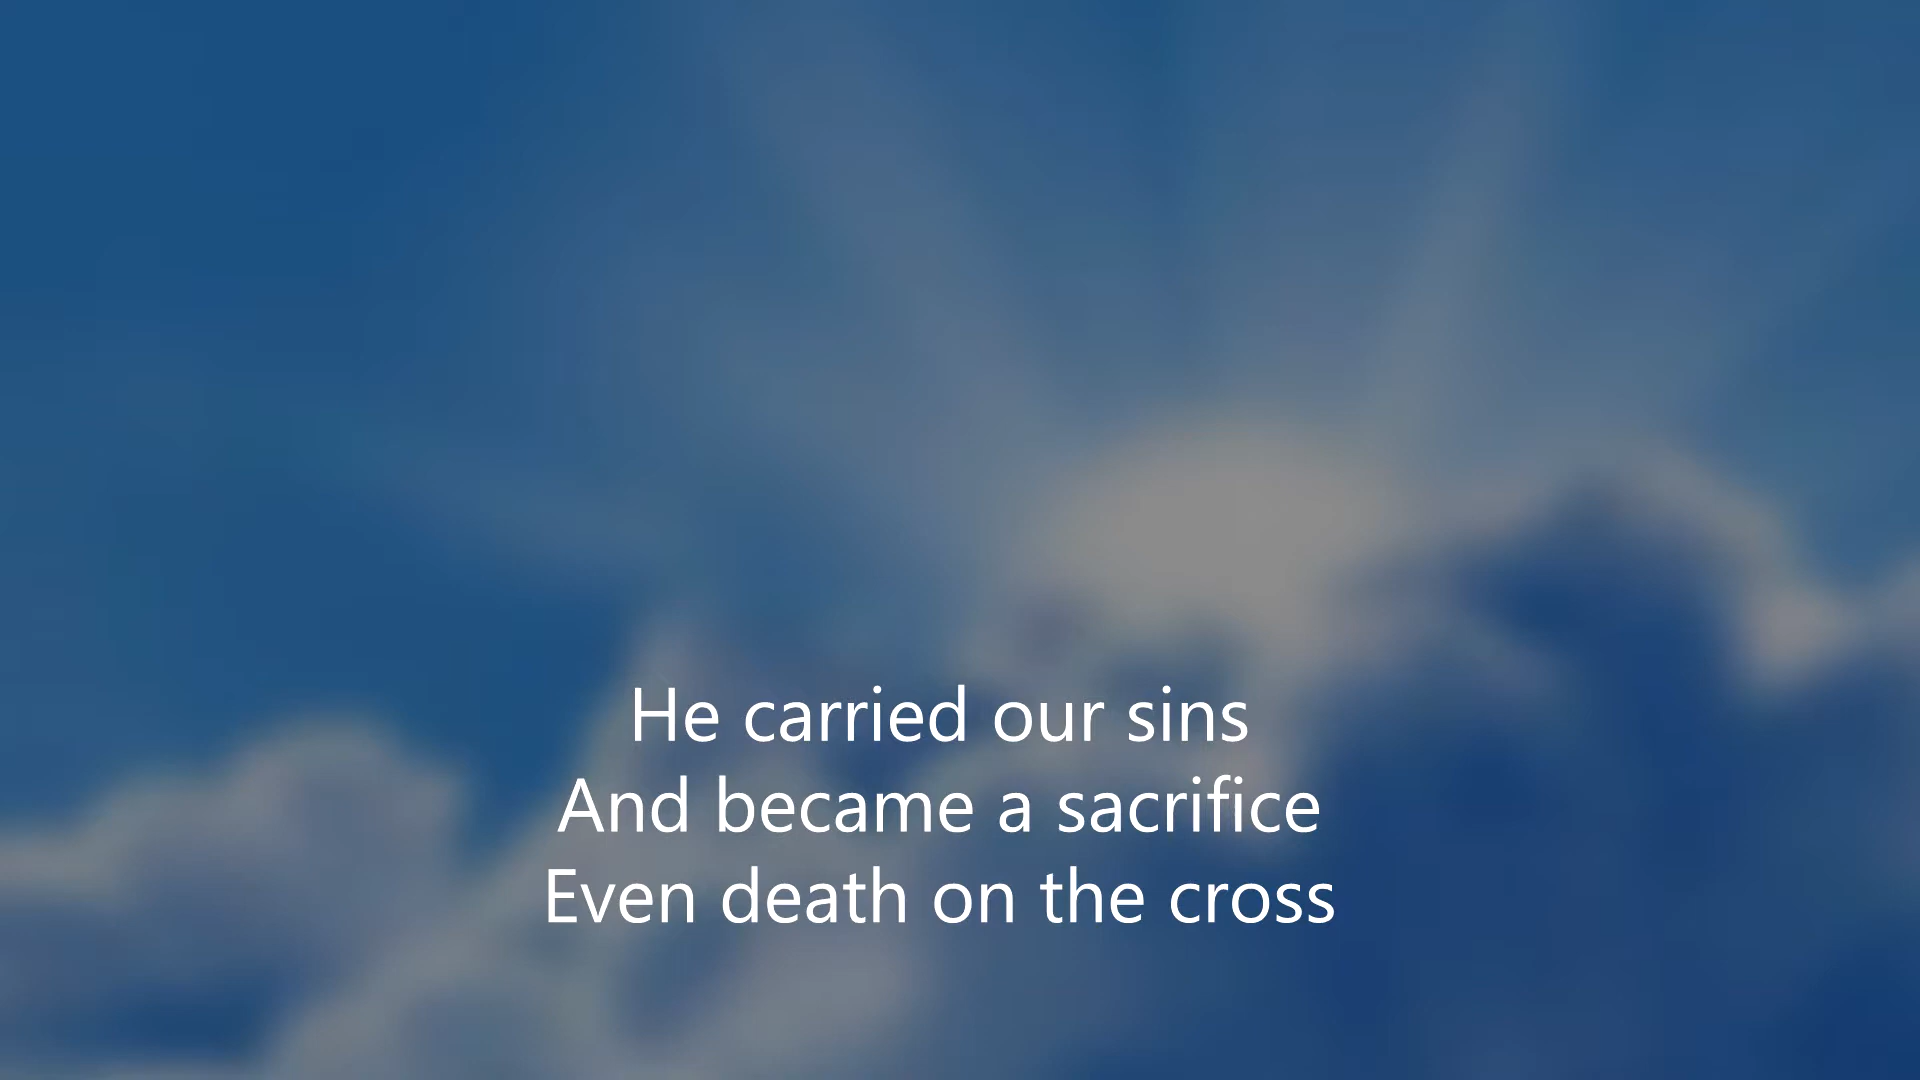 He carried our sins
And became a sacrifice
Even death on the cross